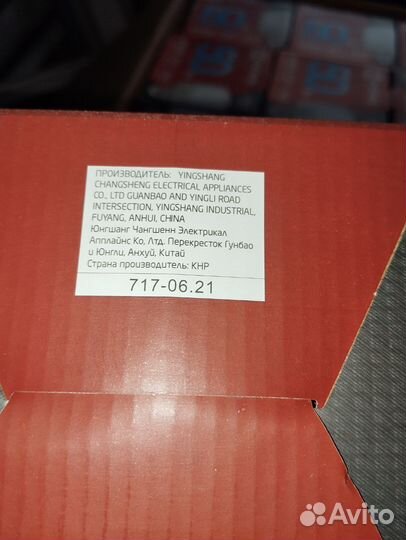 ПРОИЗВОДИТЕЛЬ: YINGSHANG
CHANGSHENG ELECTRICAL APPLIANCES
CO., LTD GUANBAO AND YINGLI ROAD
INTERSECTION, YINGSHANG INDUSTRIAL,
FUYANG, ANHUI, CHINA
Юнгшанг Чангшенн Электрикал
Апплайнс Ко, Лтд. Перекресток Гунбао
и Юнгли, Анхуй, Китай
Страна производитель: КНР
717-06.21
Avito